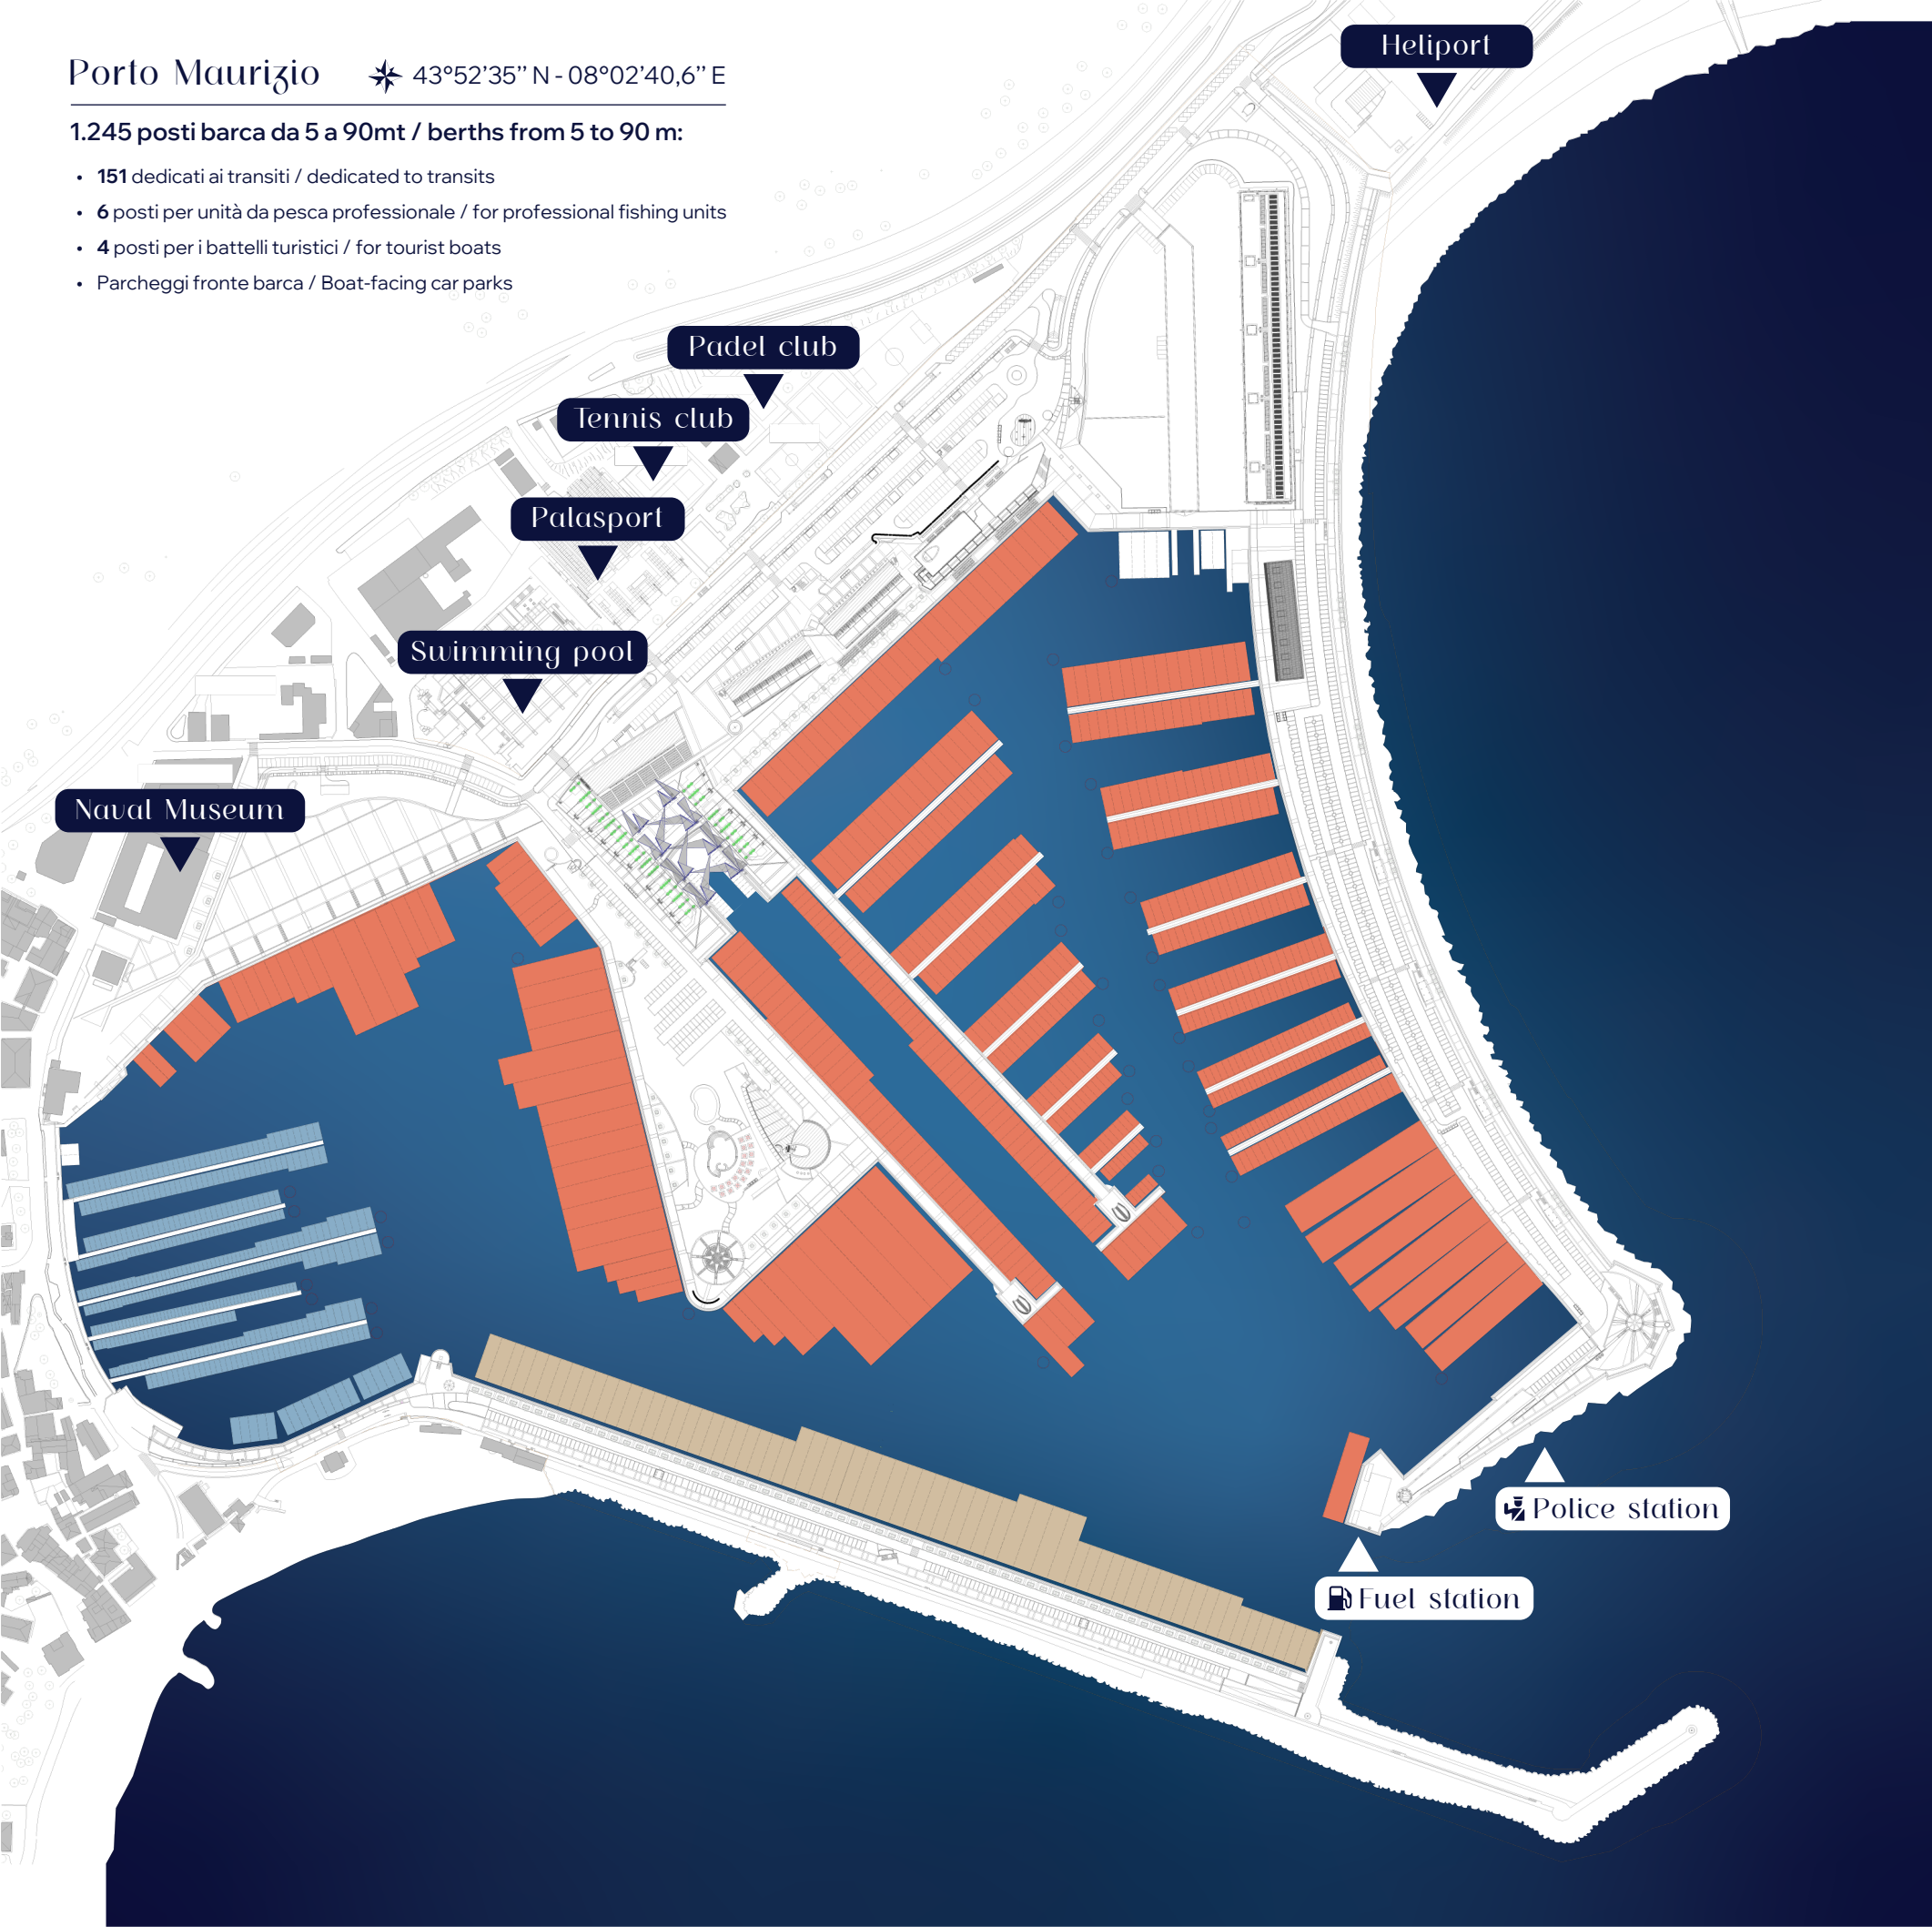 Porto Maurizio 43°52’35’’ N - 08°02’40,6’’ E
1.245 posti barca da 5 a 90mt / berths from 5 to 90 m:
• 151 dedicati ai transiti / dedicated to transits
• 6 posti per unità da pesca professionale / for professional fishing units
• 4 posti per i battelli turistici / for tourist boats
• Parcheggi fronte barca / Boat-facing car parks
Heliport
Padel club
Tennis club
Palasport
Swimming pool
Naval Museum
Police station
Fuel station